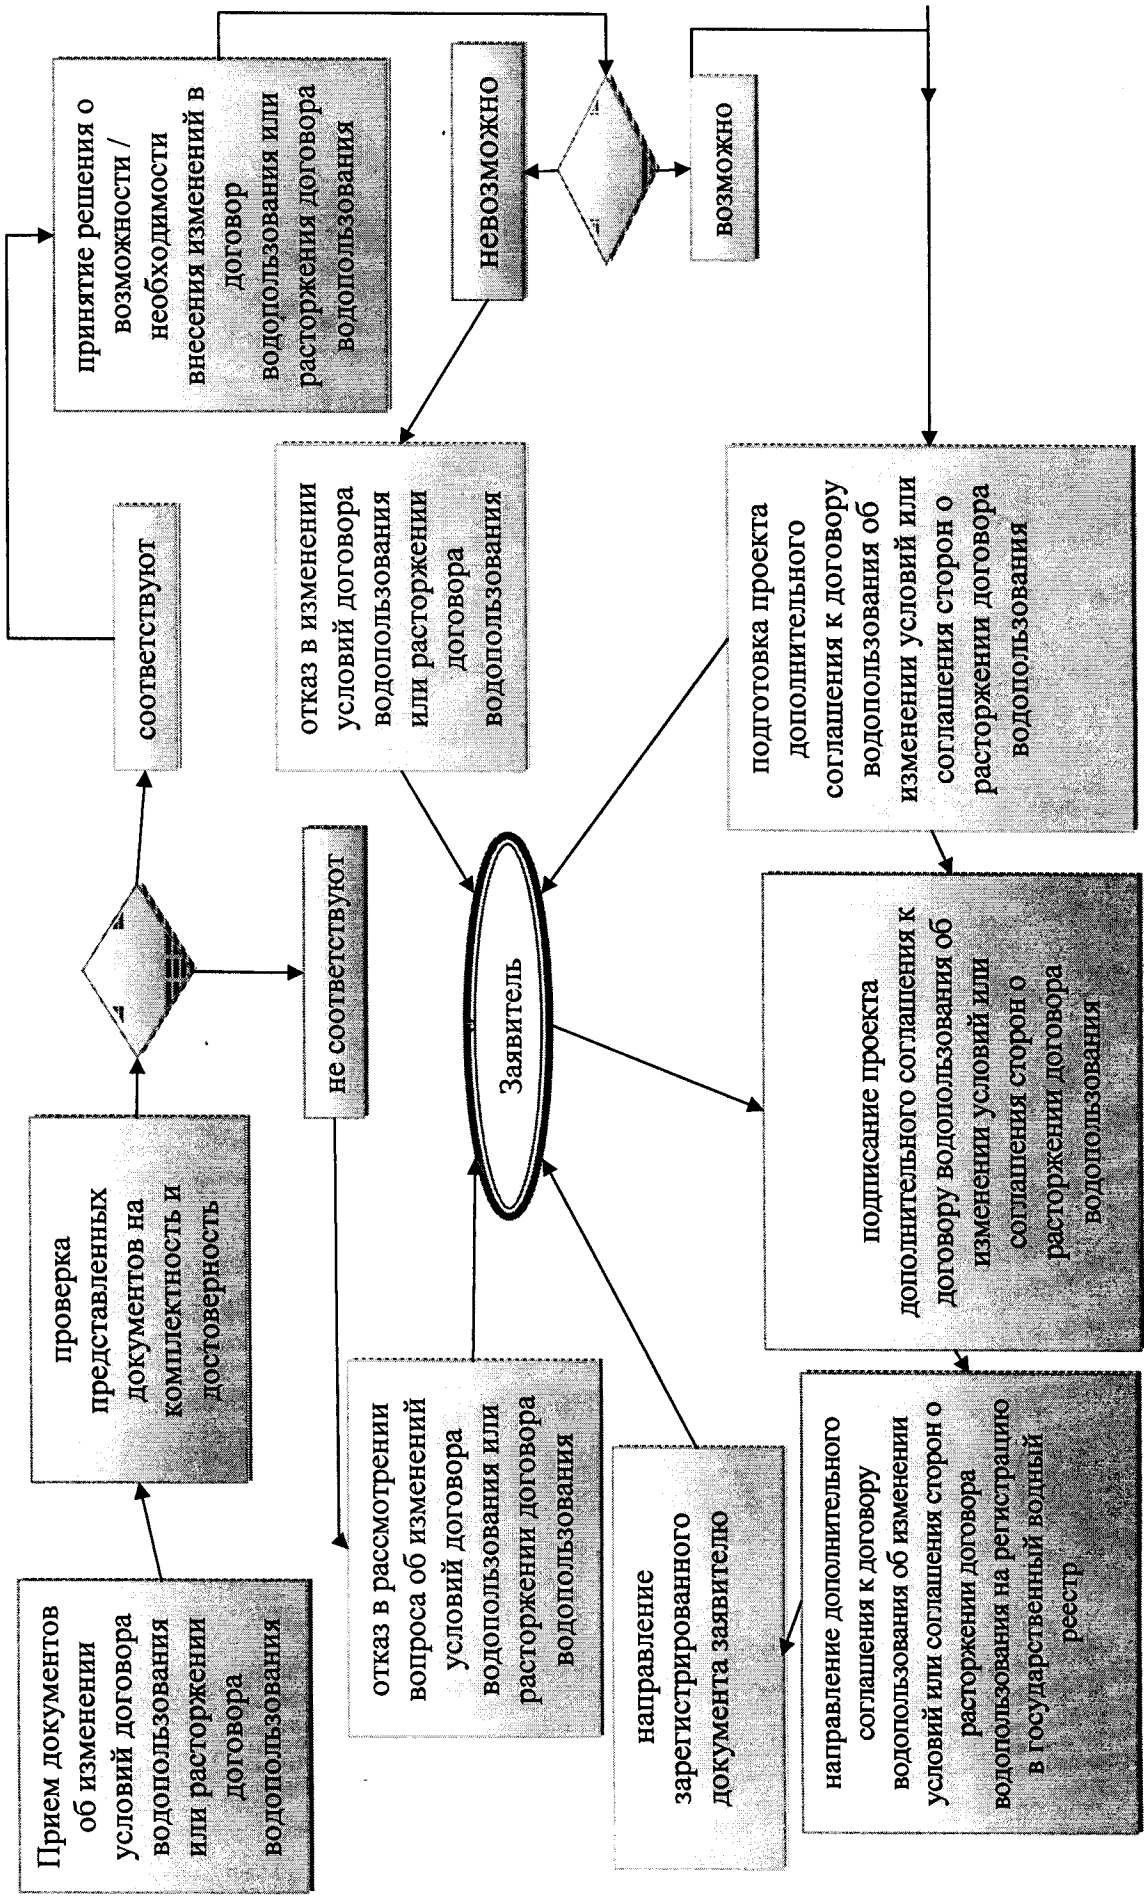 Прием документов
об изменении
условий договора
водопользования
или расторжении
договора
водопользования
проверка
представленных
документов на
комплектность и
достоверность
соответствуют
не соответствуют
принятие решения о
возможности /
необходимости
внесения изменений в
договор
водопользования или
расторжения договора
водопользования
отказ в рассмотрении
вопроса об изменений
условий договора
водопользования или
расторжении договора
водопользования
отказ в изменении
условий договора
водопользования
или расторжении
договора
водопользования
невозможно
возможно
Заявитель
направление
зарегистрированного
документа заявителю
направление дополнительного
соглашения к договору
водопользования об изменении
условий или соглашения сторон о
расторжении договора
водопользования на регистрацию
в государственный водный
реестр
подписание проекта
дополнительного соглашения к
договору водопользования об
изменении условий или
соглашения сторон о
расторжении договора
водопользования
подготовка проекта
дополнительного
соглашения к договору
водопользования об
изменении условий или
соглашения сторон о
расторжении договора
водопользования